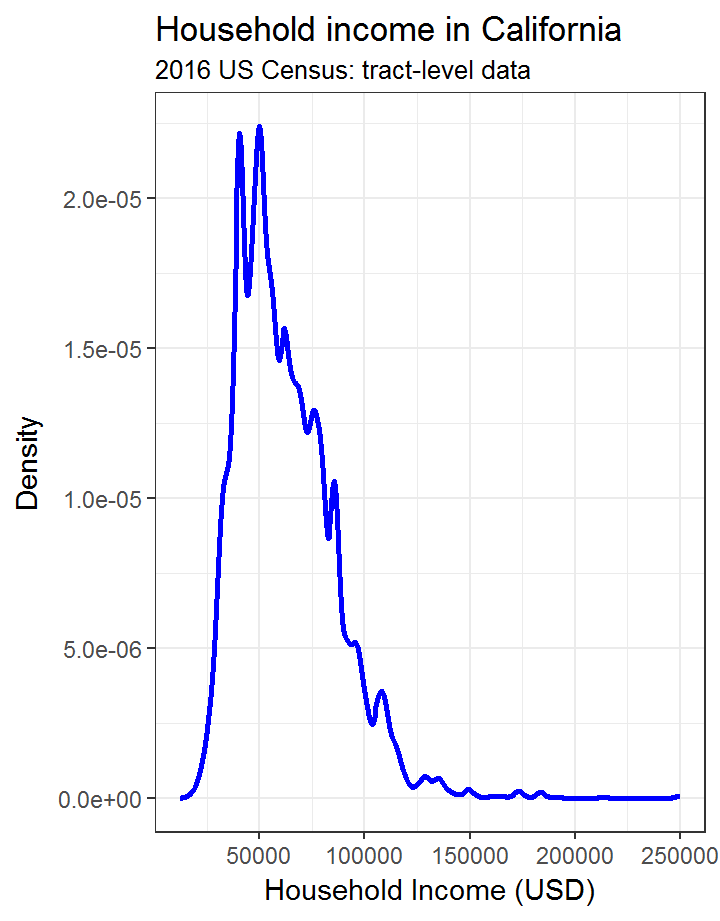 Household income in California
2016 US Census: tract-level data
Density
2.0e-05
1.5e-05
1.0e-05
5.0e-06
0.0e+00
50000 100000 150000 200000 250000
Household Income (USD)